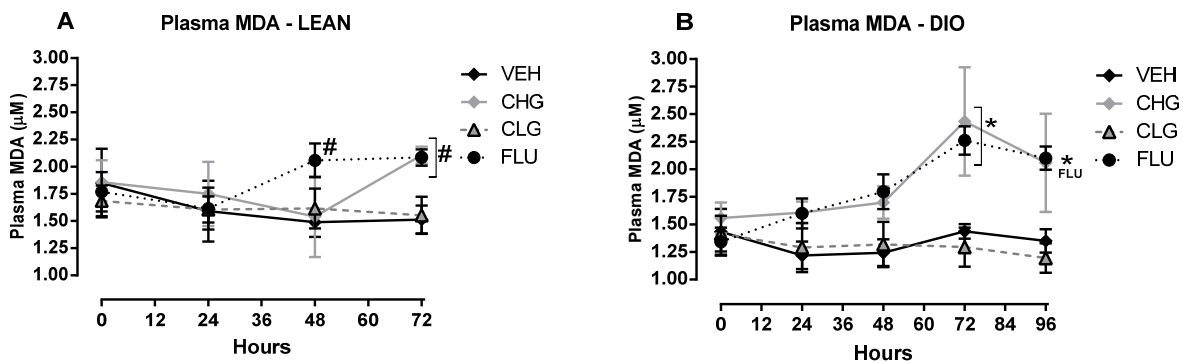 A
Plasma MDA - LEAN
Plasma MDA (μM)
3.00
2.75
2.50
2.25
2.00
1.75
1.50
1.25
1.00
#
#
VEH
CHG
CLG
FLU
0 12 24 36 48 60 72
Hours
B
Plasma MDA - DIO
Plasma MDA (μM)
3.00
2.75
2.50
2.25
2.00
1.75
1.50
1.25
1.00
*
*
FLU
VEH
CHG
CLG
FLU
0 12 24 36 48 60 72 84 96
Hours